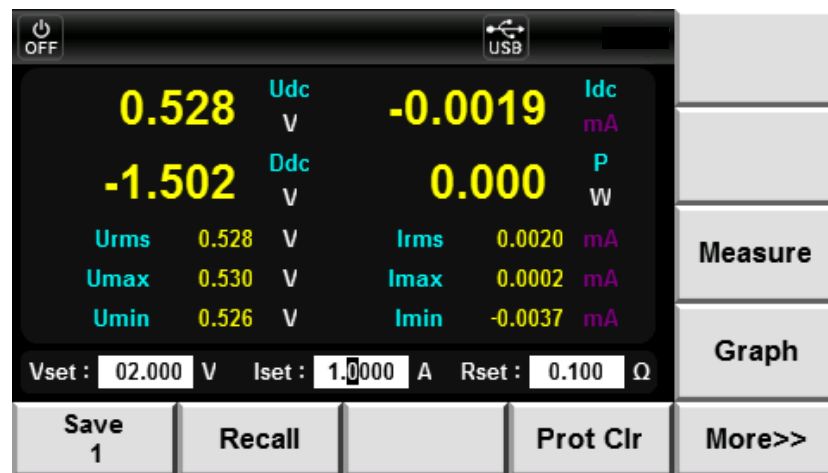 OFF USB
0.528 Udc V -0.0019 Idc mA
-1.502 Ddc V 0.000 P W
Urms 0.528 V Irms 0.0020 mA
Umax 0.530 V Imax 0.0002 mA
Umin 0.526 V Imin -0.0037 mA
Vset : 02.000 V Iset : 1.0000 A Rset : 0.100 Ω
Measure
Graph
Save 1
Recall
Prot Clr
More>>